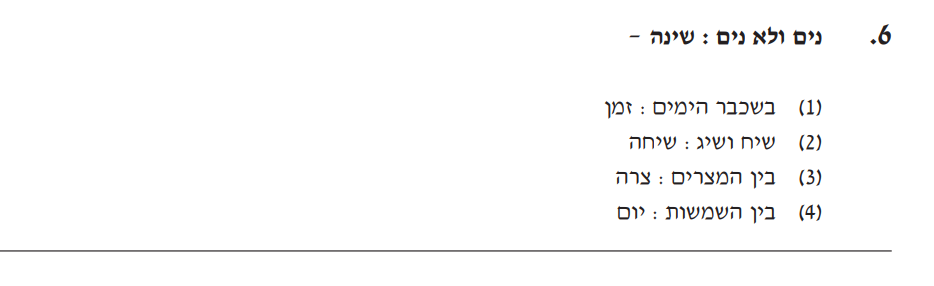 6. נים ולא נים : שינה –
(1) בשכבר הימים : זמן
(2) שיח ושיג : שיחה
(3) בין המצרים : צרה
(4) בין השמשות : יום